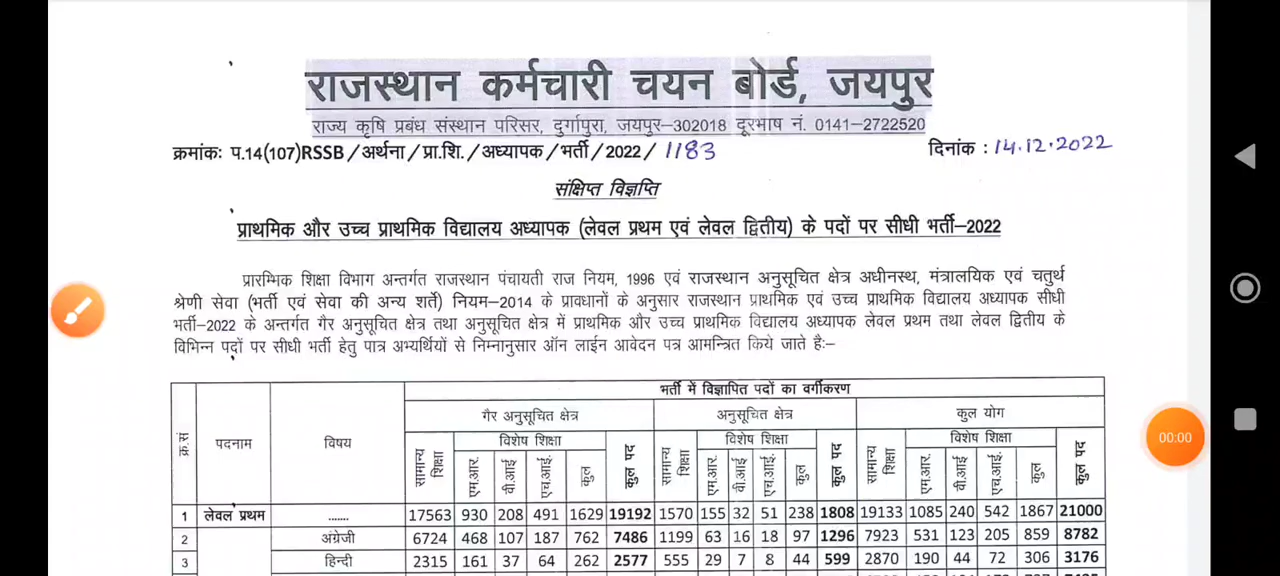 राजस्थान कर्मचारी चयन बोर्ड, जयपुर
राज्य कृषि प्रबंध संस्थान परिसर, दुर्गापुरा, जयपुर-302018 दूरभाष नं. 0141-2722520
क्रमांकः प.14(107)RSSB/अर्थना/प्रा.शि./अध्यापक/भर्ती/2022/1183 दिनांक : 14.12.2022
संक्षिप्त विज्ञप्ति
प्राथमिक और उच्च प्राथमिक विद्यालय अध्यापक (लेवल प्रथम एवं लेवल द्वितीय) के पदों पर सीधी भर्ती-2022
प्रारम्भिक शिक्षा विभाग अन्तर्गत राजस्थान पंचायती राज नियम, 1996 एवं राजस्थान अनुसूचित क्षेत्र अधीनस्थ, मंत्रालयिक एवं चतुर्थ
श्रेणी सेवा (भर्ती एवं सेवा की अन्य शर्तें) नियम-2014 के प्रावधानों के अनुसार राजस्थान प्राथमिक एवं उच्च प्राथमिक विद्यालय अध्यापक सीधी
भर्ती-2022 के अन्तर्गत गैर अनुसूचित क्षेत्र तथा अनुसूचित क्षेत्र में प्राथमिक और उच्च प्राथमिक विद्यालय अध्यापक लेवल प्रथम तथा लेवल द्वितीय के
विभिन्न पदों पर सीधी भर्ती हेतु पात्र अभ्यर्थियों से निम्नानुसार ऑन लाईन आवेदन पत्र आमन्त्रित किये जाते हैः-
भर्ती में विज्ञापित पदों का वर्गीकरण
गैर अनुसूचित क्षेत्र अनुसूचित क्षेत्र कुल योग
क्र.सं पदनाम विषय सामान्य शिक्षा विशेष शिक्षा कुल पद सामान्य शिक्षा विशेष शिक्षा कुल पद सामान्य शिक्षा विशेष शिक्षा कुल पद
एम.आर. वी.आई एच.आई. कुल एम.आर. वी.आई एच.आई. कुल एम.आर. वी.आई एच.आई. कुल
1 लेवल प्रथम ....... 17563 930 208 491 1629 19192 1570 155 32 51 238 1808 19133 1085 240 542 1867 21000
2 अंग्रेजी 6724 468 107 187 762 7486 1199 63 16 18 97 1296 7923 531 123 205 859 8782
3 हिन्दी 2315 161 37 64 262 2577 555 29 7 8 44 599 2870 190 44 72 306 3176
00:00